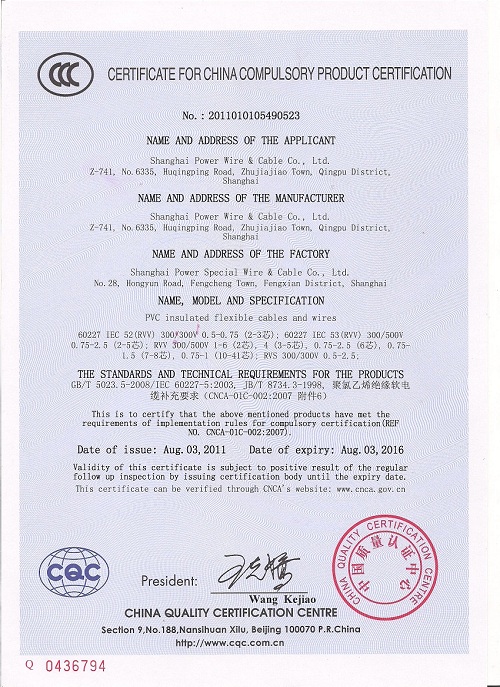 CCC
CERTIFICATE FOR CHINA COMPULSORY PRODUCT CERTIFICATION
No.: 2011010105490523
NAME AND ADDRESS OF THE APPLICANT
Shanghai Power Wire & Cable Co., Ltd.
Z-741, No.6335, Huqingping Road, Zhujiajiao Town, Qingpu District,
Shanghai
NAME AND ADDRESS OF THE MANUFACTURER
Shanghai Power Wire & Cable Co., Ltd.
Z-741, No.6335, Huqingping Road, Zhujiajiao Town, Qingpu District,
Shanghai
NAME AND ADDRESS OF THE FACTORY
Shanghai Power Special Wire & Cable Co., Ltd.
No.28, Hongyun Road, Fengcheng Town, Fengxian District, Shanghai
NAME, MODEL AND SPECIFICATION
PVC insulated flexible cables and wires
60227 IEC 52(RVV) 300/300V 0.5-0.75 (2-3芯); 60227 IEC 53(RVV) 300/500V
0.75-2.5 (2-5芯); RVV 300/500V 1-6 (2芯), 4 (3-5芯), 0.75-2.5 (6芯), 0.75-
1.5 (7-8芯), 0.75-1 (10-41芯); RVS 300/300V 0.5-2.5;
THE STANDARDS AND TECHNICAL REQUIREMENTS FOR THE PRODUCTS
GB/T 5023.5-2008/IEC 60227-5:2003, JB/T 8734.3-1998, 聚氯乙烯绝缘软电
缆补充要求 (CNCA-01C-002:2007 附件6)
This is to certify that the above mentioned products have met the
requirements of implementation rules for compulsory certification(REF
NO. CNCA-01C-002:2007).
Date of issue: Aug.03,2011 Date of expiry: Aug.03,2016
Validity of this certificate is subject to positive result of the regular
follow up inspection by issuing certification body until the expiry date.
This certificate can be verified through CNCA's website: www.cnca.gov.cn
CHINA QUALITY CERTIFICATION CENTRE
中国质量认证中心
CQC
President:
Wang Kejiao
CHINA QUALITY CERTIFICATION CENTRE
Section 9,No.188,Nansihuan Xilu, Beijing 100070 P.R.China
http://www.cqc.com.cn
Q 0436794